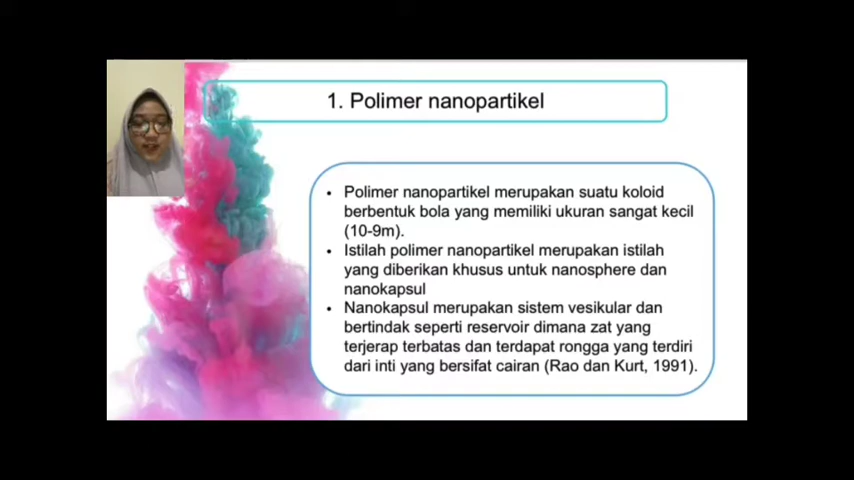 1. Polimer nanopartikel
• Polimer nanopartikel merupakan suatu koloid
berbentuk bola yang memiliki ukuran sangat kecil
(10-9m).
• Istilah polimer nanopartikel merupakan istilah
yang diberikan khusus untuk nanosphere dan
nanokapsul
• Nanokapsul merupakan sistem vesikular dan
bertindak seperti reservoir dimana zat yang
terjerap terbatas dan terdapat rongga yang terdiri
dari inti yang bersifat cairan (Rao dan Kurt, 1991).